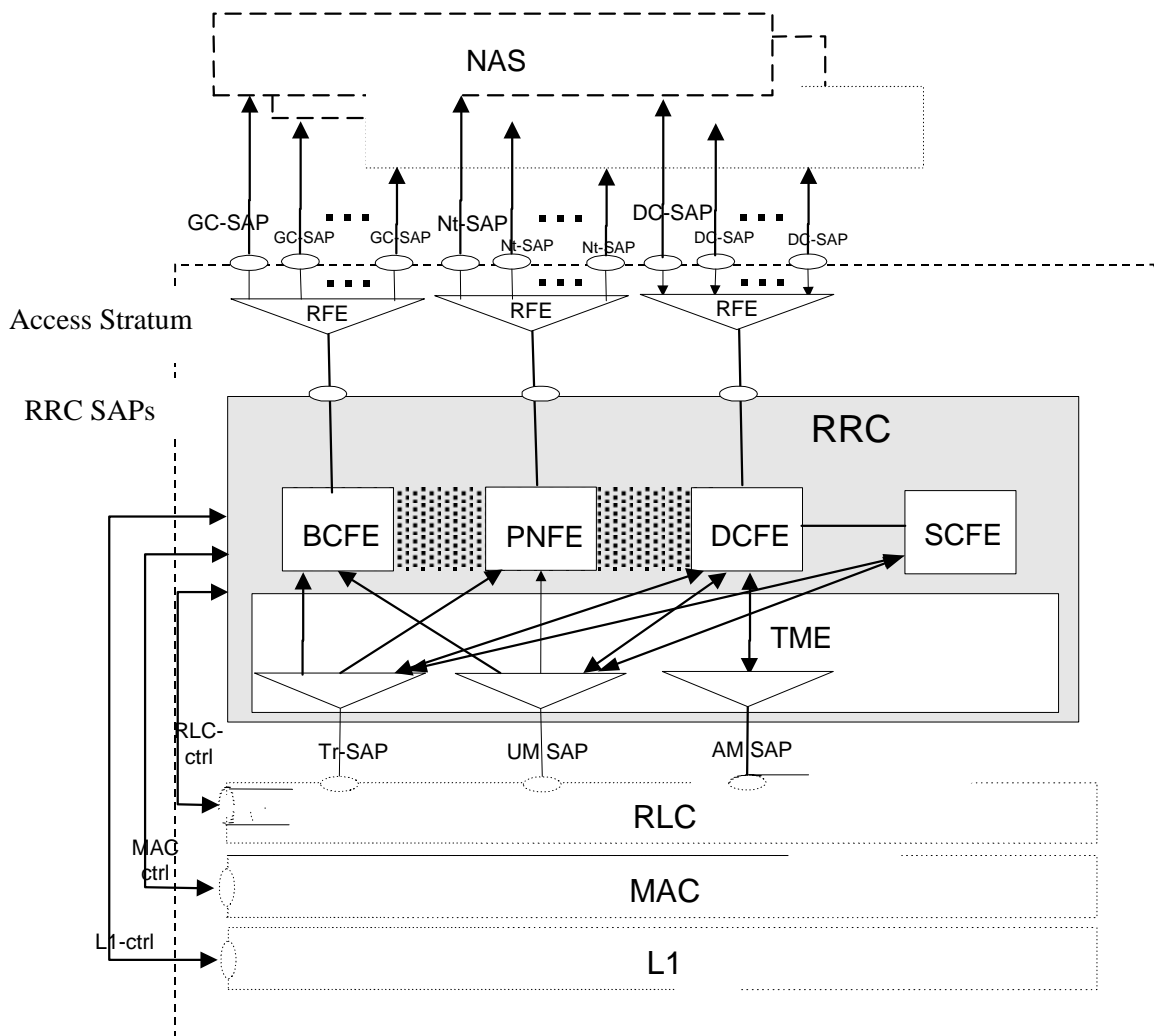 NAS
GC-SAP
GC-SAP
GC-SAP
Nt-SAP
Nt-SAP
Nt-SAP
DC-SAP
DC-SAP
DC-SAP
RFE
RFE
RFE
Access Stratum
RRC SAPs
RRC
BCFE
PNFE
DCFE
SCFE
TME
RLC-
ctrl
Tr-SAP
UM SAP
AM SAP
RLC
MAC
ctrl
MAC
L1-ctrl
L1